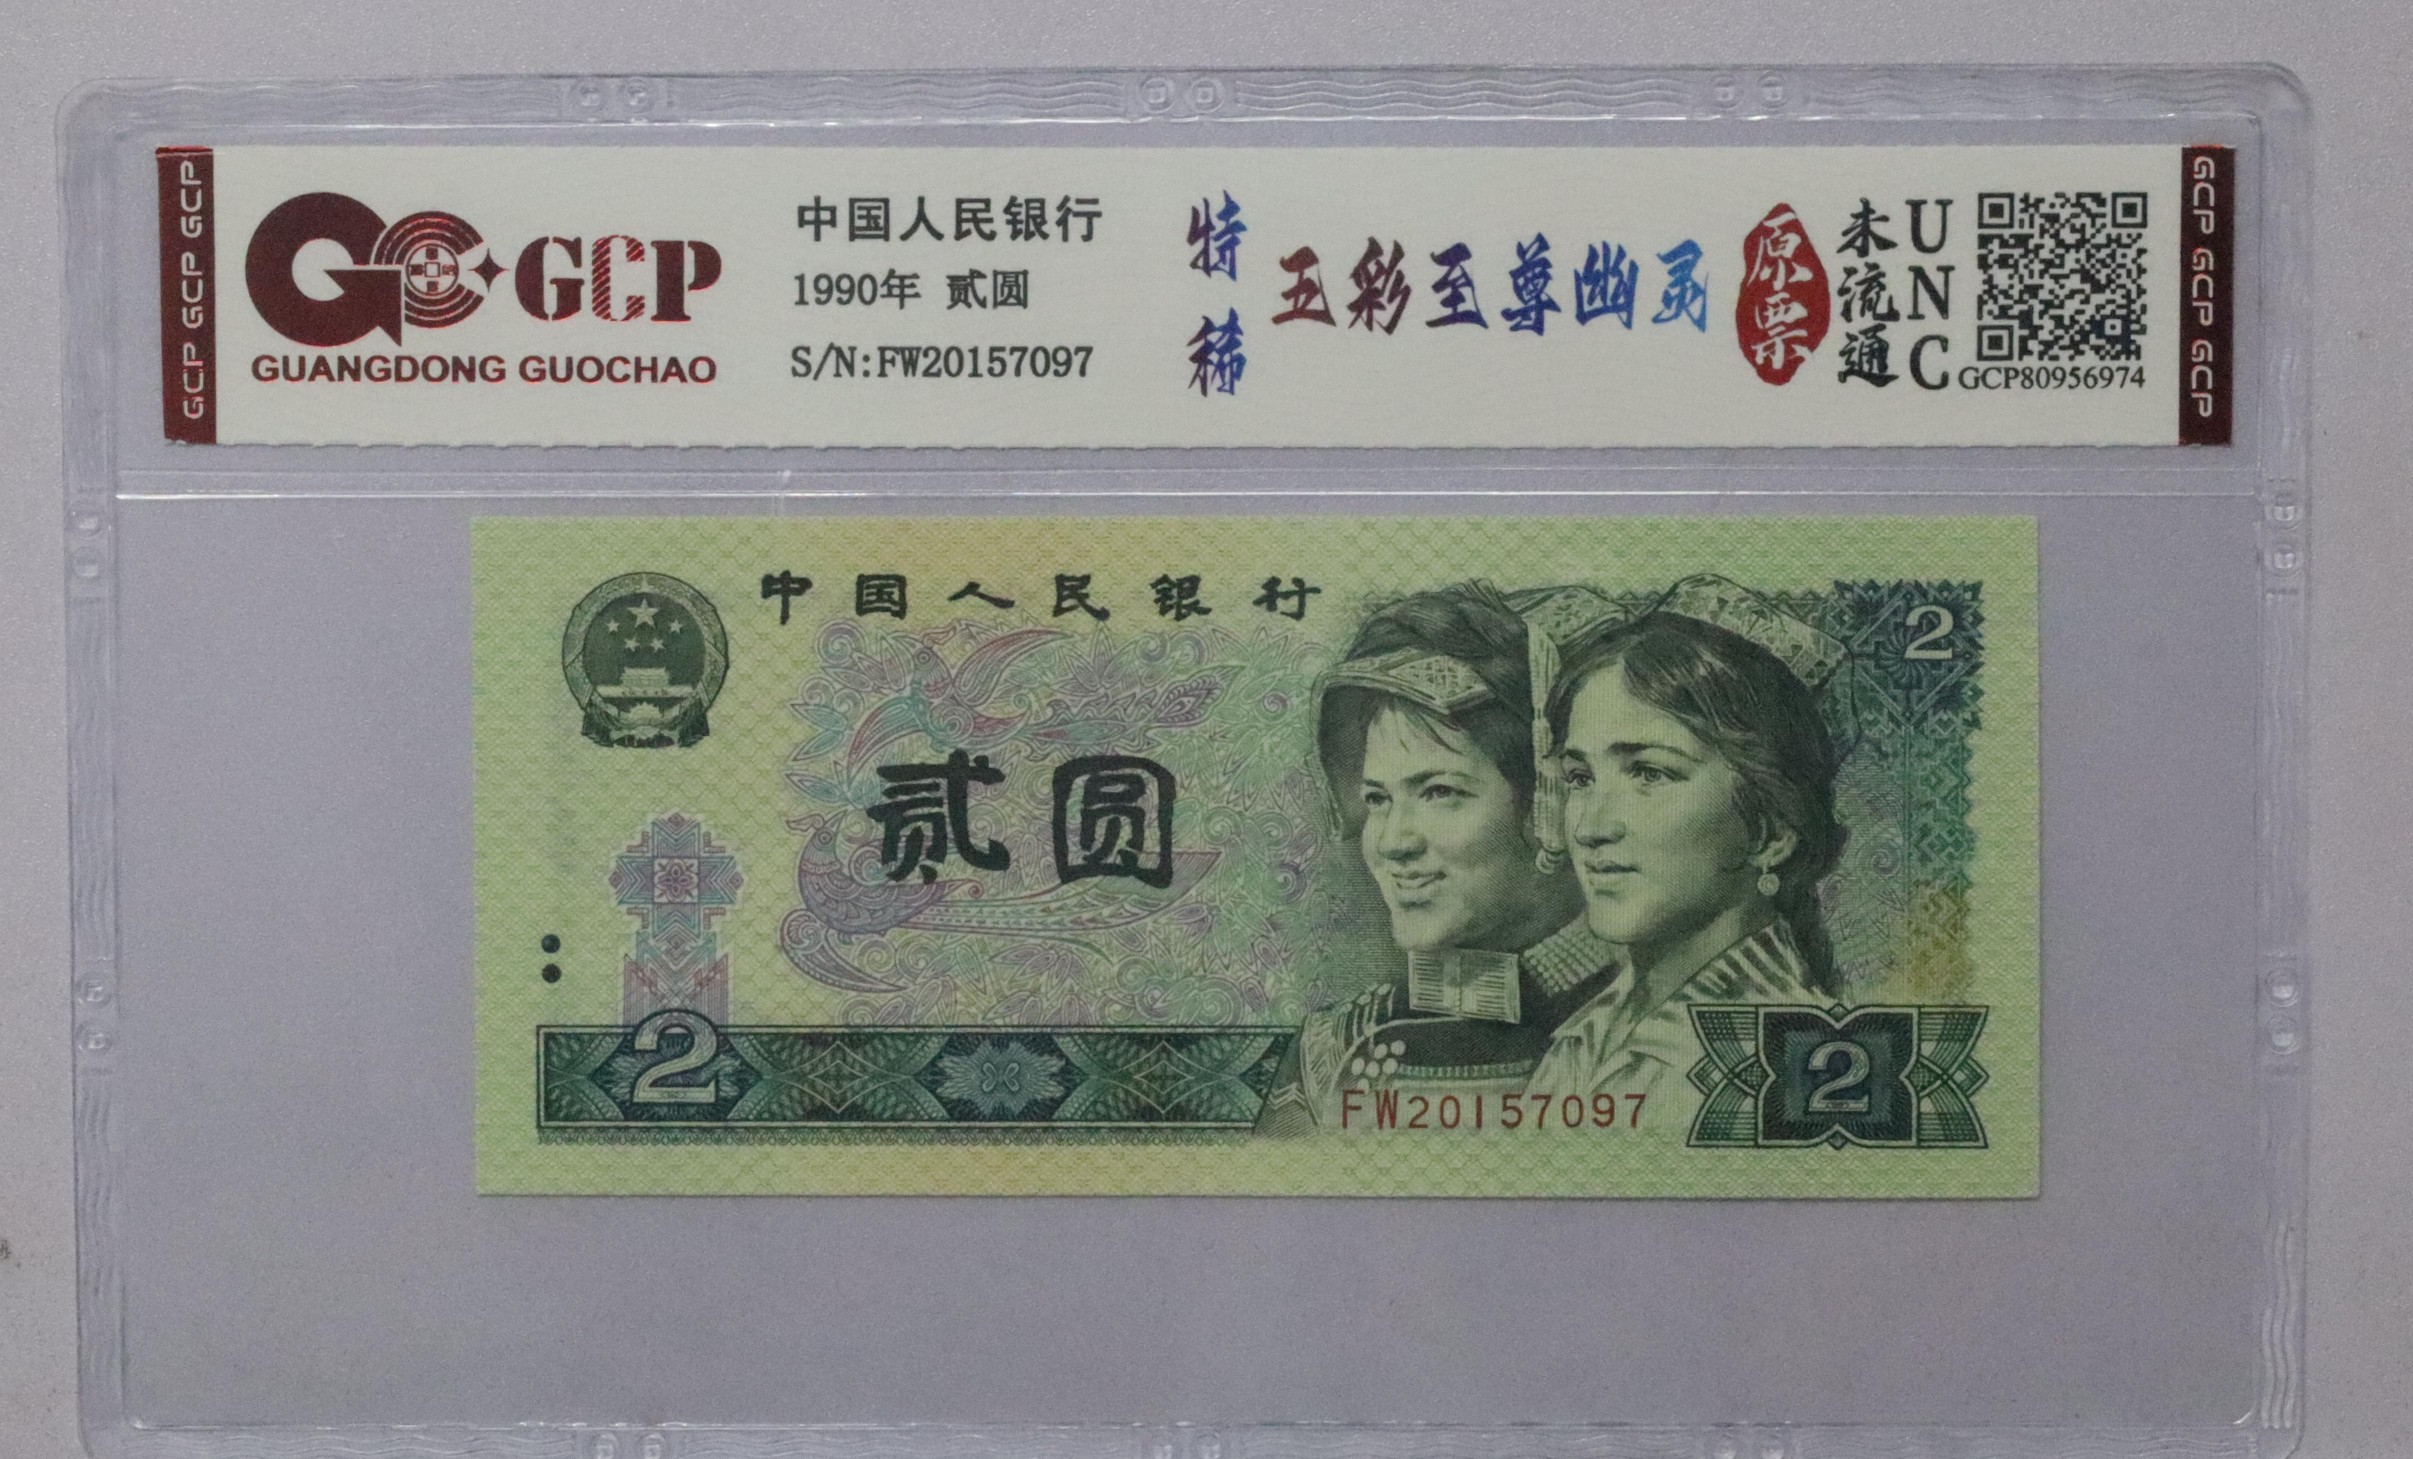 GCP GCP GCP
GCP
GUANGDONG GUOCHAO
中国人民银行
1990年 贰圆
S/N:FW20157097
特稀
五彩至尊幽灵
原票
未流通
UNC
GCP80956974
GCP GCP GCP
中国人民银行
2
贰圆
2
FW20157097
2